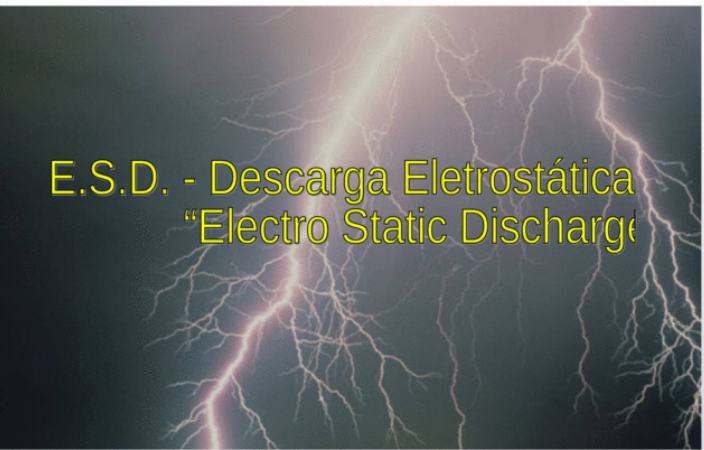 E.S.D. - Descarga Eletrostática
“Electro Static Discharge